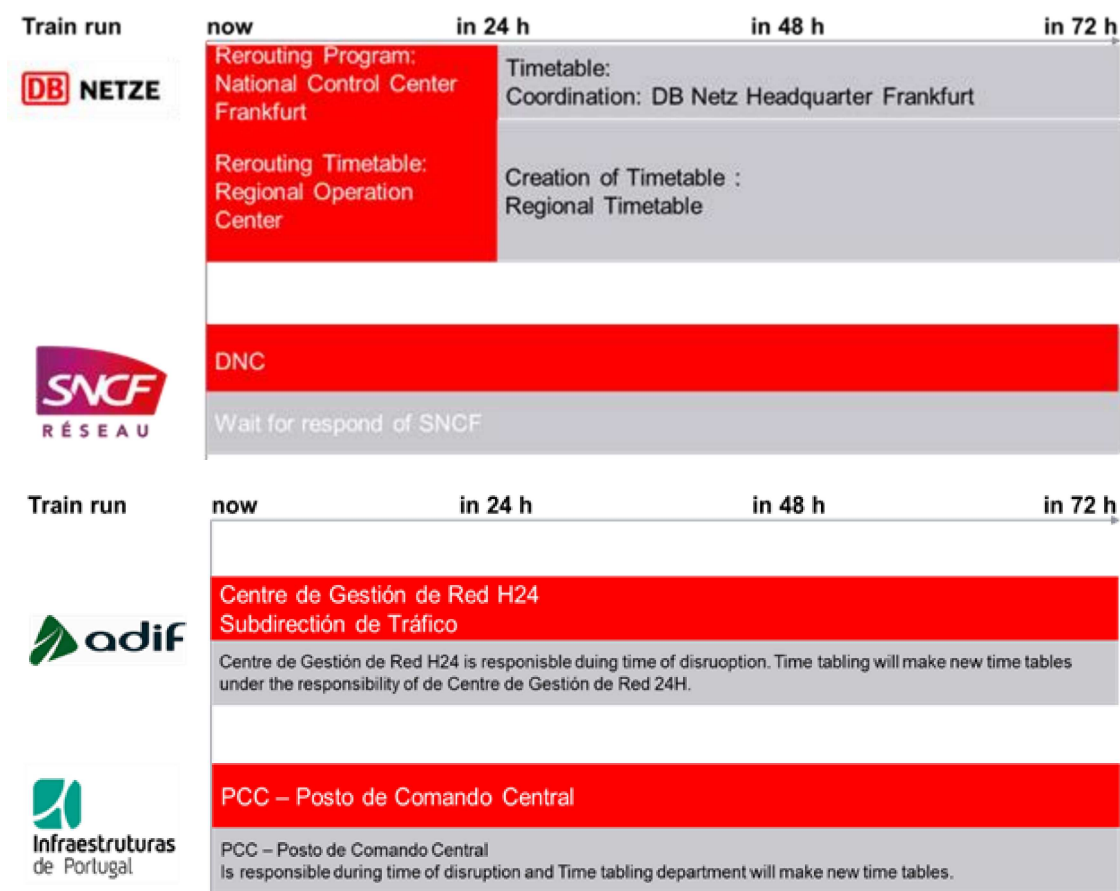 Train run now in 24 h in 48 h in 72 h
DB NETZE
Rerouting Program:
National Control Center
Frankfurt
Rerouting Timetable:
Regional Operation
Center
Timetable:
Coordination: DB Netz Headquarter Frankfurt
Creation of Timetable :
Regional Timetable
SNCF
RÉSEAU
DNC
Wait for respond of SNCF
Train run now in 24 h in 48 h in 72 h
adif
Centre de Gestión de Red H24
Subdirectión de Tráfico
Centre de Gestión de Red H24 is responisble duing time of disruoption. Time tabling will make new time tables
under the responsibility of de Centre de Gestión de Red 24H.
Infraestruturas
de Portugal
PCC – Posto de Comando Central
PCC – Posto de Comando Central
Is responsible during time of disruption and Time tabling department will make new time tables.